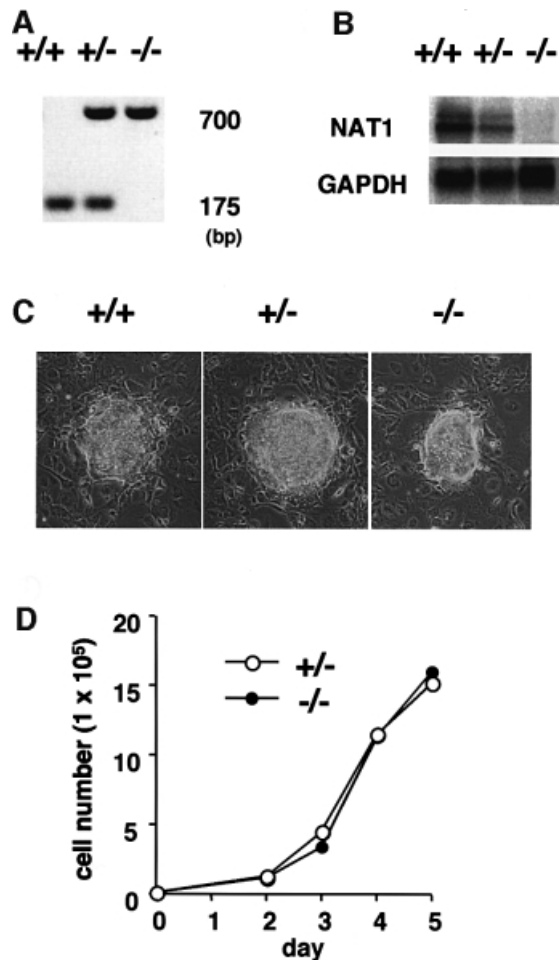 A
+/+ +/- -/-
700
175
(bp)
B
+/+ +/- -/-
NAT1
GAPDH
C
+/+ +/- -/-
D
cell number (1 x 10⁵)
20
15
10
5
0
+/-
-/-
0 1 2 3 4 5
day